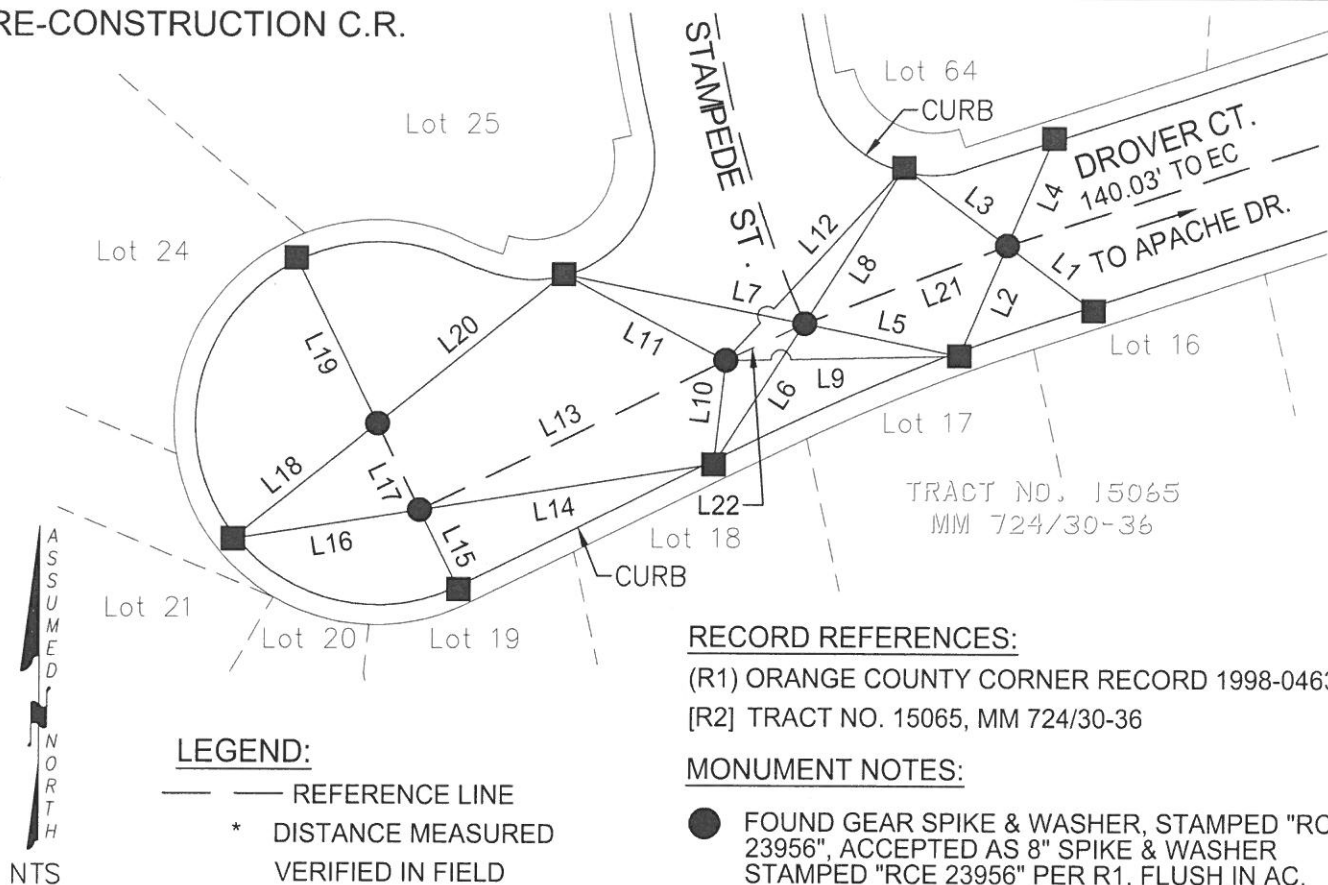 RE-CONSTRUCTION C.R.
STAMPEDE ST.
Lot 64
CURB
Lot 25
DROVER CT.
140.03' TO EC
TO APACHE DR.
L4
L3
L1
L2
L12
L8
L21
L7
L5
Lot 24
L20
L11
L19
L9
L6
L10
L13
Lot 16
Lot 17
L18
L17
L22
L14
L16
L15
Lot 18
CURB
TRACT NO. 15065
MM 724/30-36
Lot 21
Lot 20
Lot 19
ASSUMED NORTH
NTS
LEGEND:
REFERENCE LINE
* DISTANCE MEASURED
VERIFIED IN FIELD
RECORD REFERENCES:
(R1) ORANGE COUNTY CORNER RECORD 1998-0463
[R2] TRACT NO. 15065, MM 724/30-36
MONUMENT NOTES:
FOUND GEAR SPIKE & WASHER, STAMPED "RC
23956", ACCEPTED AS 8" SPIKE & WASHER
STAMPED "RCE 23956" PER R1. FLUSH IN AC.